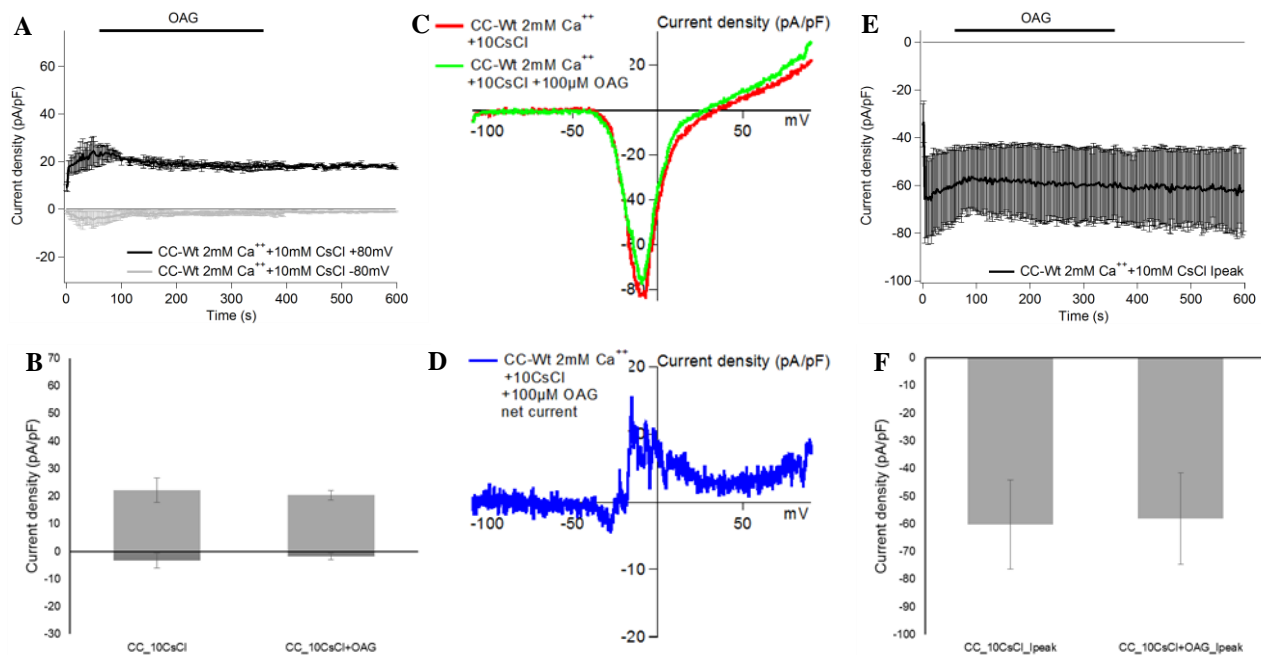 A
OAG
Current density (pA/pF)
60
40
20
0
-20
CC-Wt 2mM Ca++ +10mM CsCl +80mV
CC-Wt 2mM Ca++ +10mM CsCl -80mV
0 100 200 300 400 500 600
Time (s)
C
Current density (pA/pF)
CC-Wt 2mM Ca++
+10CsCl
CC-Wt 2mM Ca++
+10CsCl +100µM OAG
20
-100 -50 50
mV
-20
-40
-60
-80
E
OAG
Current density (pA/pF)
0
-20
-40
-60
-80
-100
CC-Wt 2mM Ca++ +10mM CsCl Ipeak
0 100 200 300 400 500 600
Time (s)
B
Current density (pA/pF)
70
60
50
40
30
20
10
0
-10
-20
-30
CC_10CsCl
CC_10CsCl+OAG
D
Current density (pA/pF)
CC-Wt 2mM Ca++
+10CsCl
+100µM OAG
net current
20
-100 -50 50
mV
-10
-20
F
Current density (pA/pF)
0
-10
-20
-30
-40
-50
-60
-70
-80
-90
-100
CC_10CsCl_Ipeak
CC_10CsCl+OAG_Ipeak